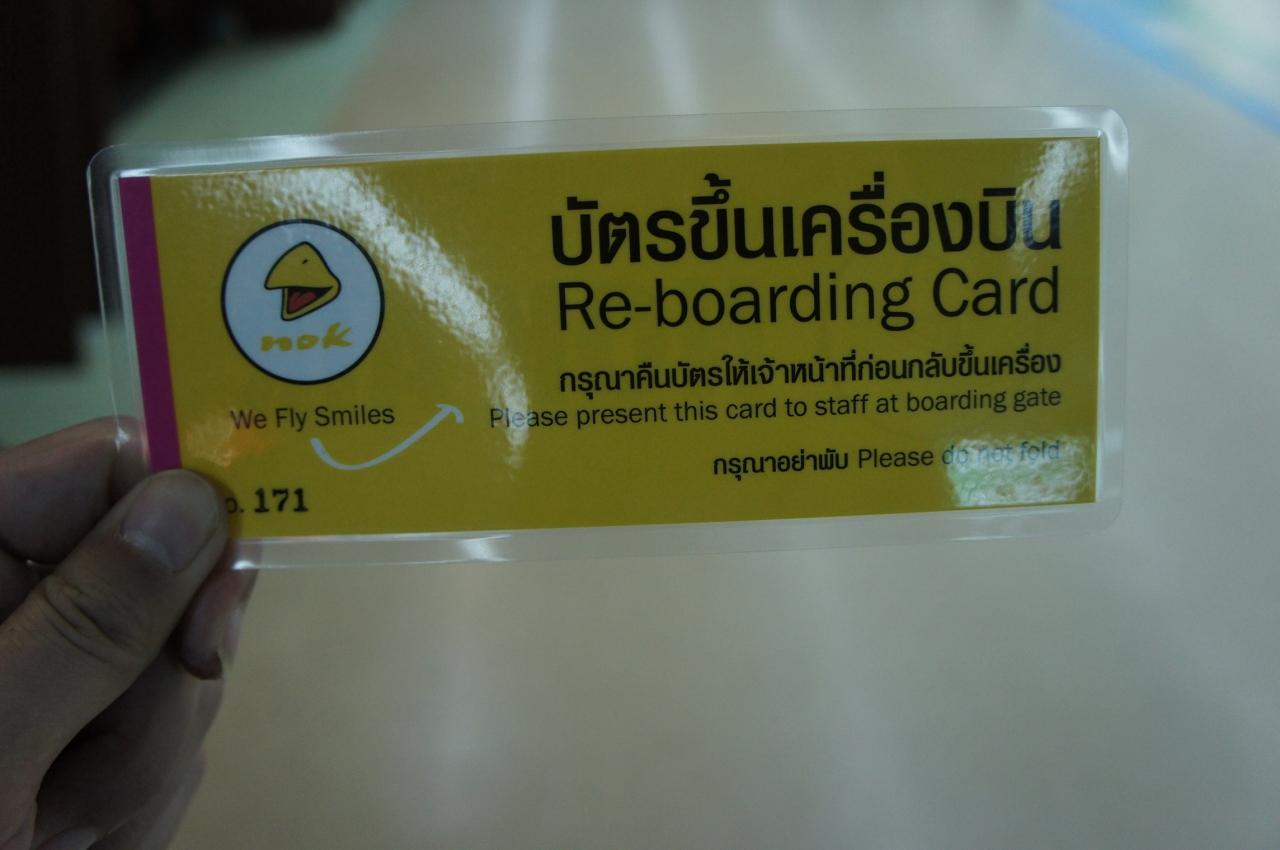 บัตรขึ้นเครื่องบิน
Re-boarding Card
nok
กรุณาคืนบัตรให้เจ้าหน้าที่ก่อนกลับขึ้นเครื่อง
We Fly Smiles
Please present this card to staff at boarding gate
กรุณาอย่าพับ Please do not fold
171